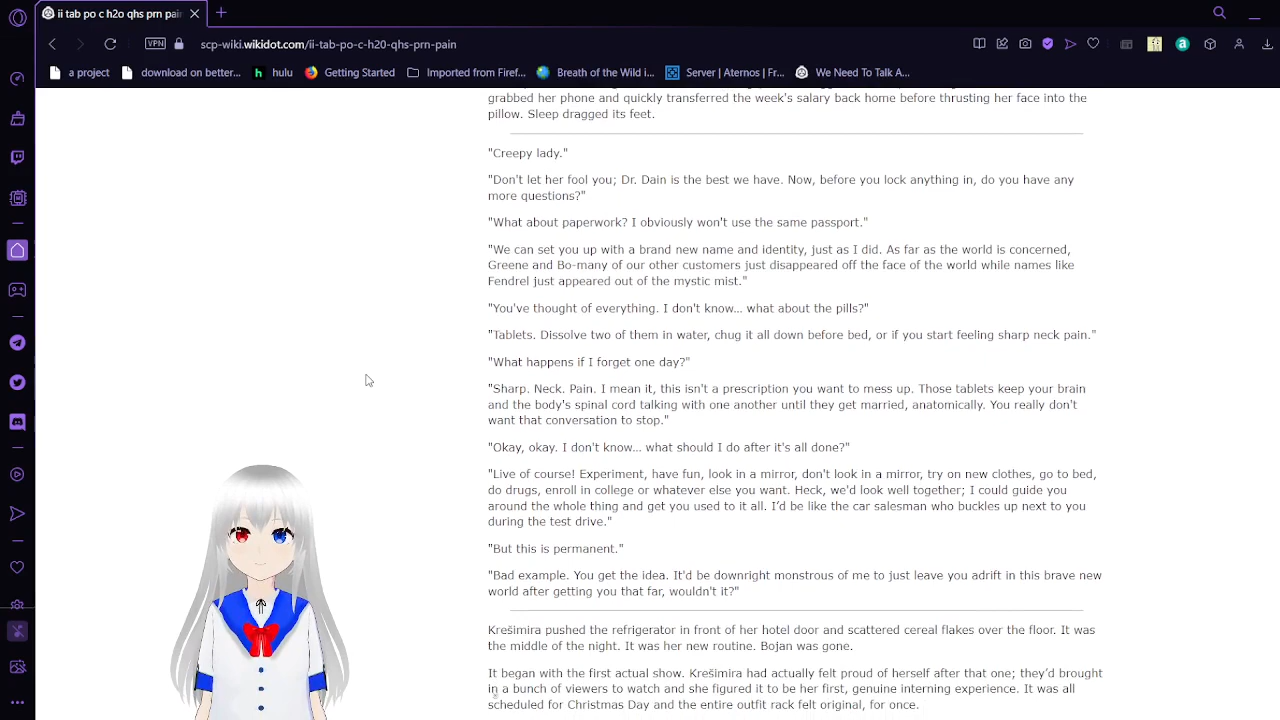 ii tab po c h2o qhs prn pain
VPN
scp-wiki.wikidot.com/ii-tab-po-c-h20-qhs-prn-pain
a project
download on better...
hulu
Getting Started
Imported from Firef...
Breath of the Wild i...
Server | Aternos | Fr...
We Need To Talk A...
grabbed her phone and quickly transferred the week's salary back home before thrusting her face into the
pillow. Sleep dragged its feet.
"Creepy lady."
"Don't let her fool you; Dr. Dain is the best we have. Now, before you lock anything in, do you have any
more questions?"
"What about paperwork? I obviously won't use the same passport."
"We can set you up with a brand new name and identity, just as I did. As far as the world is concerned,
Greene and Bo-many of our other customers just disappeared off the face of the world while names like
Fendrel just appeared out of the mystic mist."
"You've thought of everything. I don't know... what about the pills?"
"Tablets. Dissolve two of them in water, chug it all down before bed, or if you start feeling sharp neck pain."
"What happens if I forget one day?"
"Sharp. Neck. Pain. I mean it, this isn't a prescription you want to mess up. Those tablets keep your brain
and the body's spinal cord talking with one another until they get married, anatomically. You really don't
want that conversation to stop."
"Okay, okay. I don't know... what should I do after it's all done?"
"Live of course! Experiment, have fun, look in a mirror, don't look in a mirror, try on new clothes, go to bed,
do drugs, enroll in college or whatever else you want. Heck, we'd look well together; I could guide you
around the whole thing and get you used to it all. I'd be like the car salesman who buckles up next to you
during the test drive."
"But this is permanent."
"Bad example. You get the idea. It'd be downright monstrous of me to just leave you adrift in this brave new
world after getting you that far, wouldn't it?"
Krešimira pushed the refrigerator in front of her hotel door and scattered cereal flakes over the floor. It was
the middle of the night. It was her new routine. Bojan was gone.
It began with the first actual show. Krešimira had actually felt proud of herself after that one; they'd brought
in a bunch of viewers to watch and she figured it to be her first, genuine interning experience. It was all
scheduled for Christmas Day and the entire outfit rack felt original, for once.